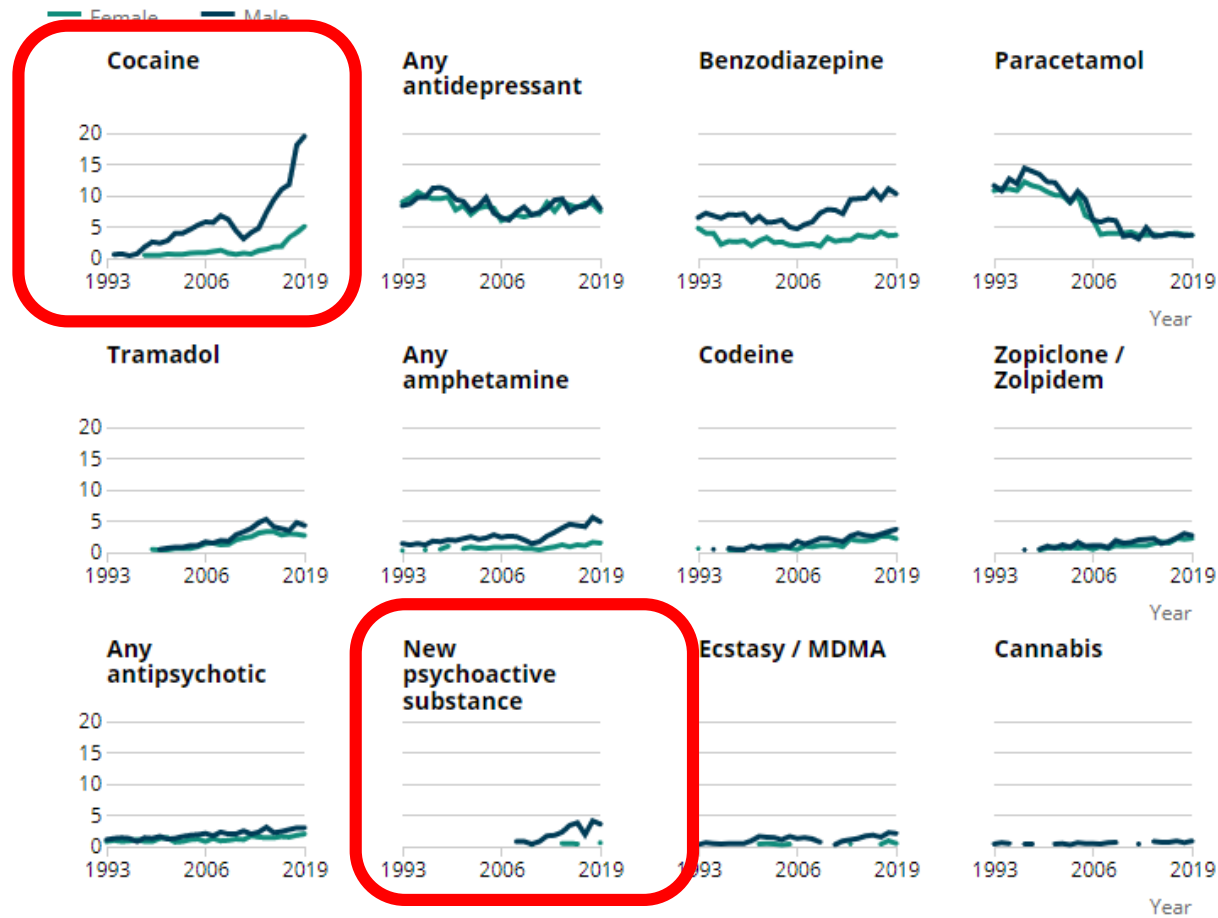 Female Male
Cocaine
Any
antidepressant
Benzodiazepine
Paracetamol
20
15
10
5
0
1993 2006 2019
1993 2006 2019
1993 2006 2019
1993 2006 2019
Year
Tramadol
Any
amphetamine
Codeine
Zopiclone /
Zolpidem
20
15
10
5
0
1993 2006 2019
1993 2006 2019
1993 2006 2019
1993 2006 2019
Year
Any
antipsychotic
New
psychoactive
substance
Ecstasy / MDMA
Cannabis
20
15
10
5
0
1993 2006 2019
1993 2006 2019
1993 2006 2019
1993 2006 2019
Year